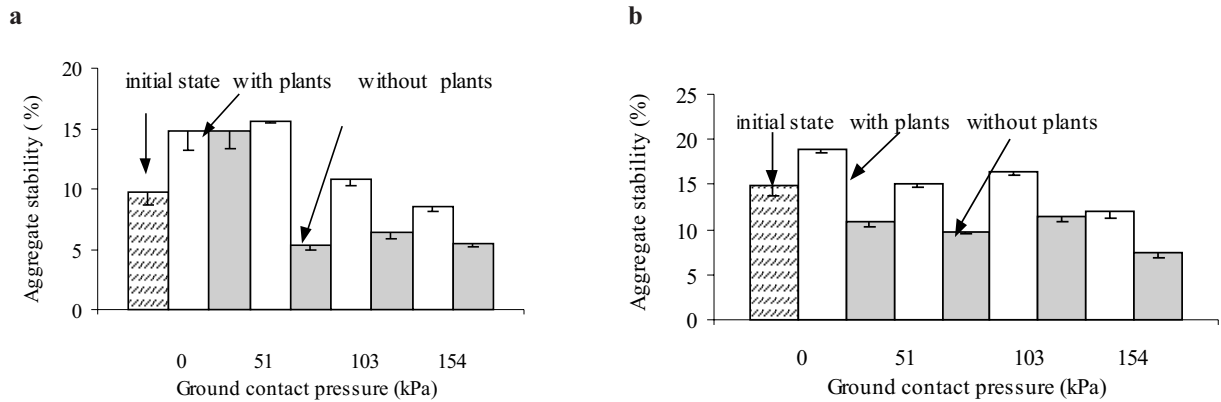 a
initial state with plants without plants
Aggregate stability ( %)
20
15
10
5
0
0 51 103 154
Ground contact pressure (kPa)
b
initial state with plants without plants
Aggregate stability (%)
25
20
15
10
5
0
0 51 103 154
Ground contact pressure (kPa)